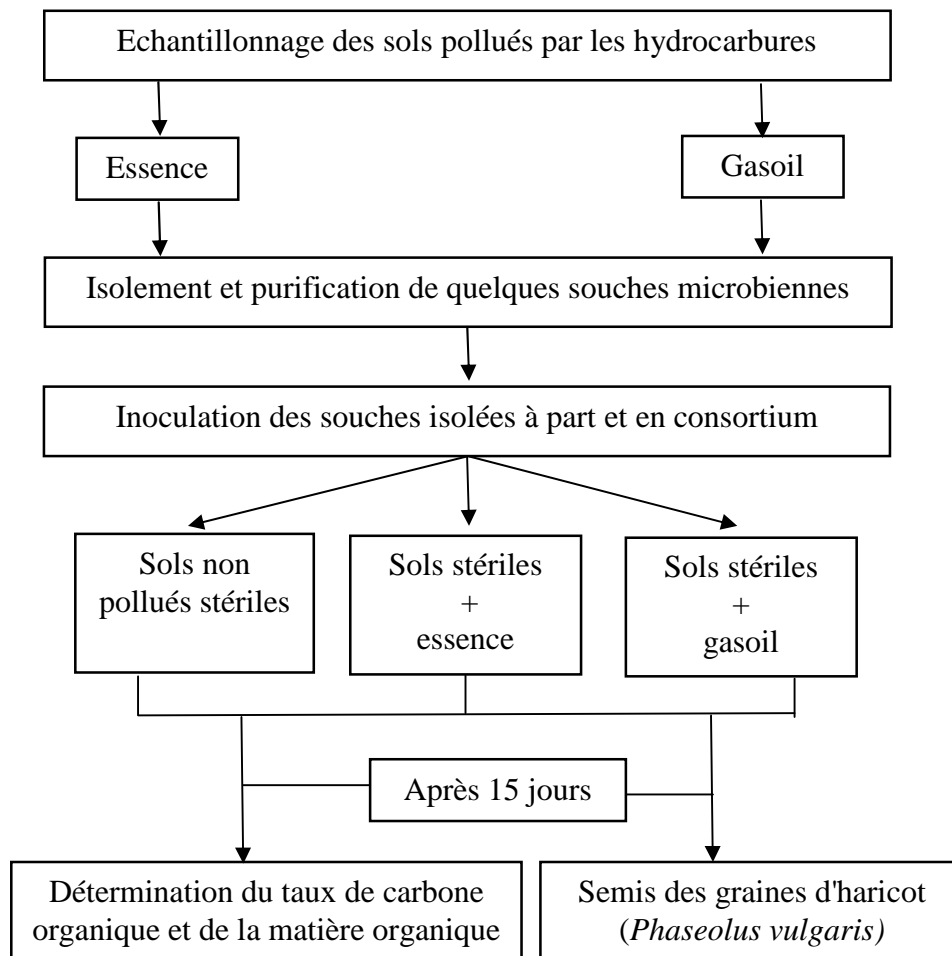 Echantillonnage des sols pollués par les hydrocarbures
Essence
Gasoil
Isolement et purification de quelques souches microbiennes
Inoculation des souches isolées à part et en consortium
Sols non
pollués stériles
Sols stériles
+
essence
Sols stériles
+
gasoil
Après 15 jours
Détermination du taux de carbone
organique et de la matière organique
Semis des graines d'haricot
(Phaseolus vulgaris)